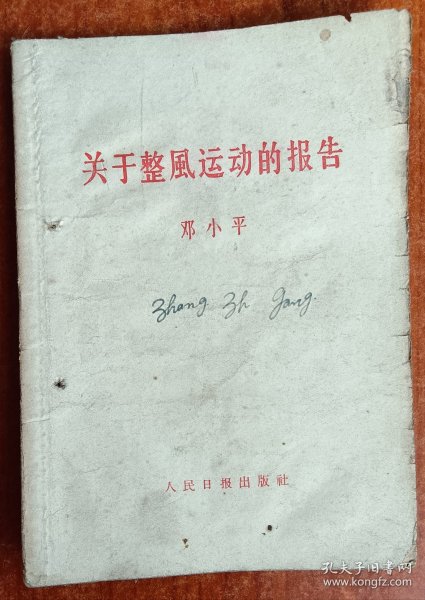 关于整風运动的报告
邓小平
Zhang Zh Gang.
人民日报出版社
孔夫子旧书网
www.kongfz.com